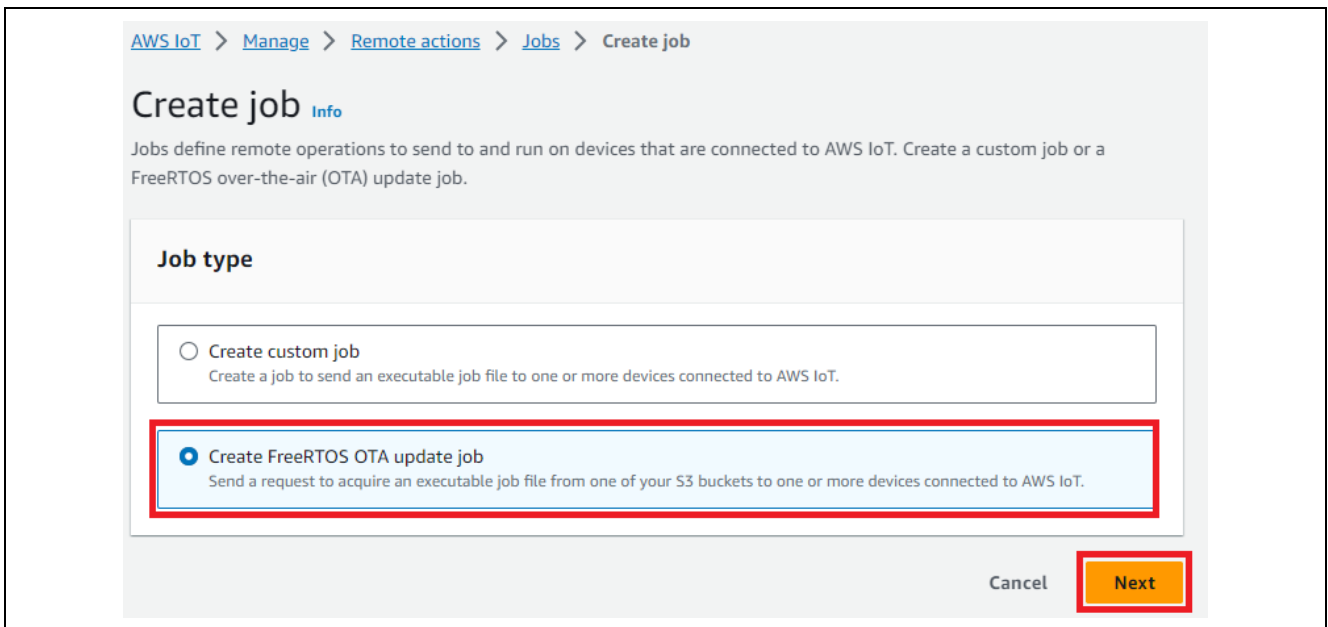 AWS IoT > Manage > Remote actions > Jobs > Create job
Create job Info
Jobs define remote operations to send to and run on devices that are connected to AWS IoT. Create a custom job or a
FreeRTOS over-the-air (OTA) update job.
Job type
Create custom job
Create a job to send an executable job file to one or more devices connected to AWS IoT.
Create FreeRTOS OTA update job
Send a request to acquire an executable job file from one of your S3 buckets to one or more devices connected to AWS IoT.
Cancel Next